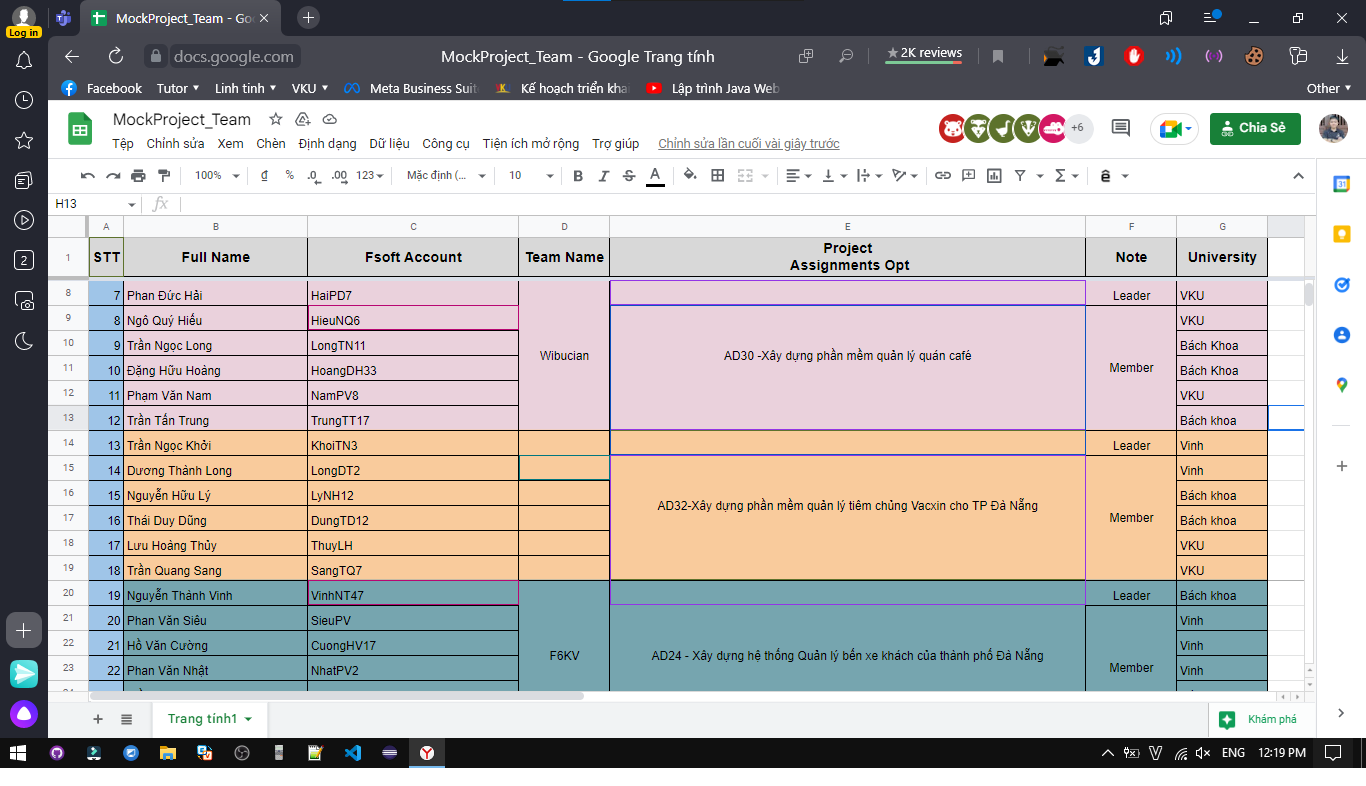 Log in
MockProject_Team - Go
docs.google.com
MockProject_Team - Google Trang tính
★ 2K reviews
Facebook Tutor Linh tinh VKU Meta Business Suit Kế hoạch triển kha Lập trình Java Web Other
MockProject_Team
+6
Chia Sẻ
Tệp Chỉnh sửa Xem Chèn Định dạng Dữ liệu Công cụ Tiện ích mở rộng Trợ giúp Chỉnh sửa lần cuối vài giây trước
100% ₫ % .0 .00 123 Mặc định (... 10 B I S A
H13 fx
A B C D E F G
1 STT Full Name Fsoft Account Team Name Project Assignments Opt Note University
8 7 Phan Đức Hải HaiPD7 Leader VKU
9 8 Ngô Quý Hiếu HieuNQ6 VKU
10 9 Trần Ngọc Long LongTN11 Wibucian AD30 -Xây dựng phần mềm quản lý quán café Bách Khoa
11 10 Đặng Hữu Hoàng HoangDH33 Member Bách Khoa
12 11 Phạm Văn Nam NamPV8 VKU
13 12 Trần Tấn Trung TrungTT17 Bách khoa
14 13 Trần Ngọc Khởi KhoiTN3 Leader Vinh
15 14 Dương Thành Long LongDT2 Vinh
16 15 Nguyễn Hữu Lý LyNH12 AD32-Xây dựng phần mềm quản lý tiêm chủng Vacxin cho TP Đà Nẵng Bách khoa
17 16 Thái Duy Dũng DungTD12 Member Bách khoa
18 17 Lưu Hoàng Thủy ThuyLH VKU
19 18 Trần Quang Sang SangTQ7 VKU
20 19 Nguyễn Thành Vinh VinhNT47 Leader Bách khoa
21 20 Phan Văn Siêu SieuPV Vinh
22 21 Hồ Văn Cường CuongHV17 F6KV AD24 - Xây dựng hệ thống Quản lý bến xe khách của thành phố Đà Nẵng Vinh
23 22 Phan Văn Nhật NhatPV2 Member Vinh
Trang tính1
Khám phá
ENG 12:19 PM